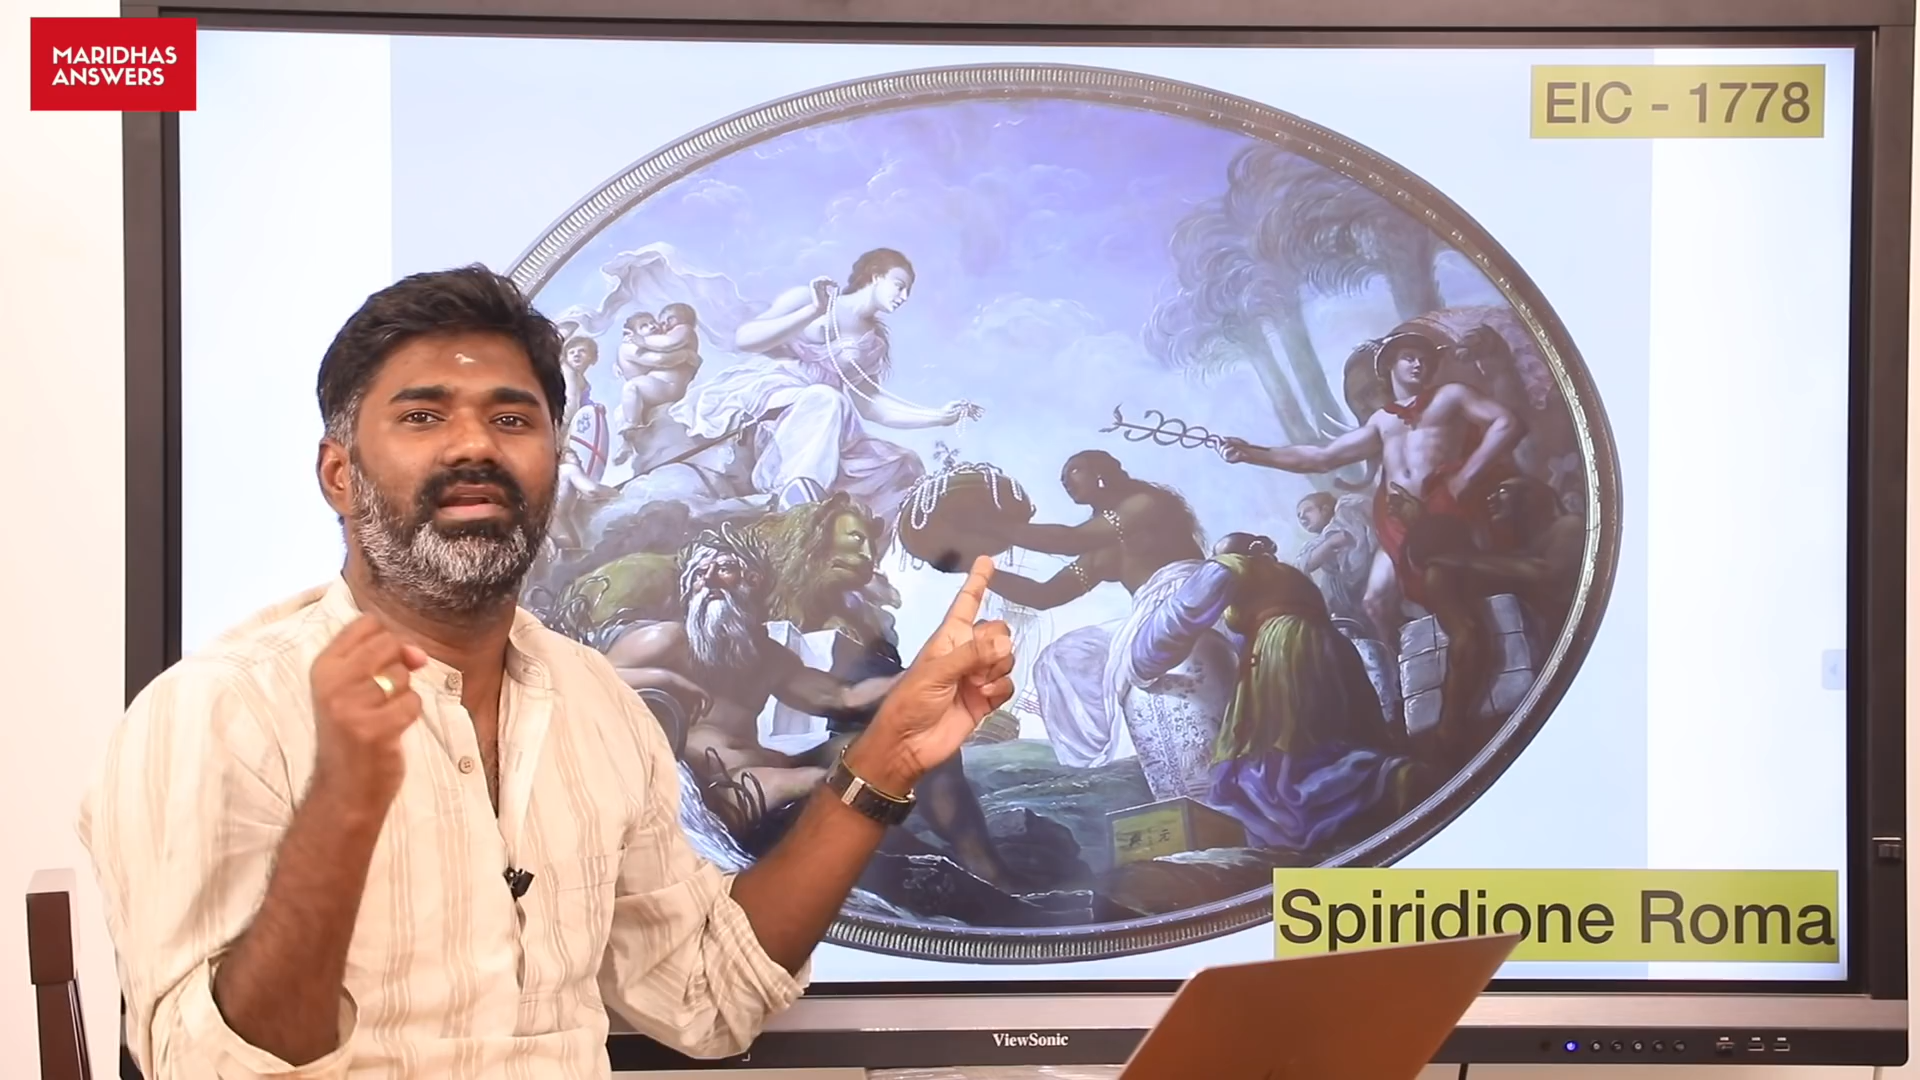 MARIDHAS
ANSWERS
EIC - 1778
Spiridione Roma
ViewSonic